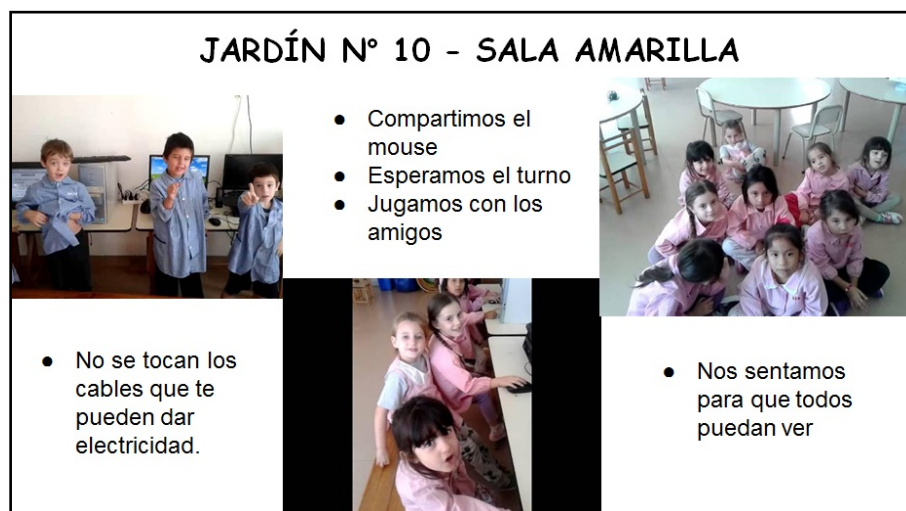 JARDÍN N° 10 - SALA AMARILLA
● Compartimos el
mouse
● Esperamos el turno
● Jugamos con los
amigos
● No se tocan los
cables que te
pueden dar
electricidad.
● Nos sentamos
para que todos
puedan ver